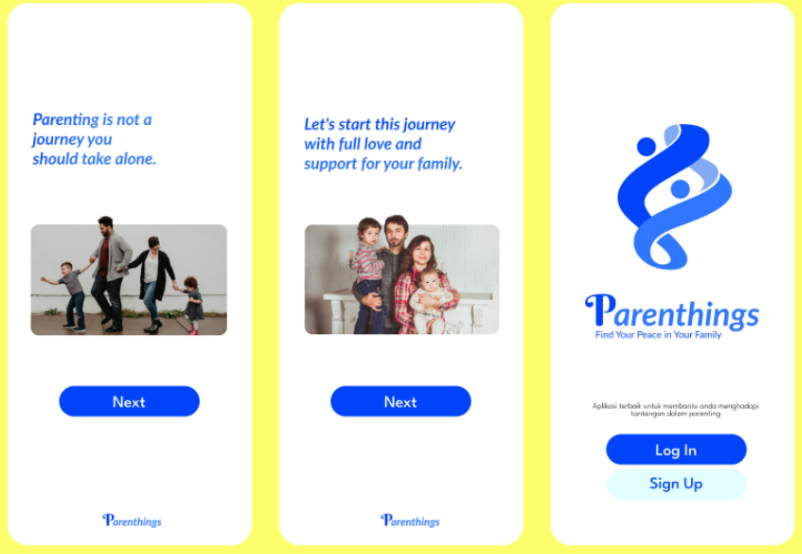 Parenting is not a
journey you
should take alone.
Next
Parenthings
Let's start this journey
with full love and
support for your family.
Next
Parenthings
Parenthings
Find Your Peace in Your Family
Aplikasi terbaik untuk membantu anda menghadapi
tantangan dalam parenting
Log In
Sign Up